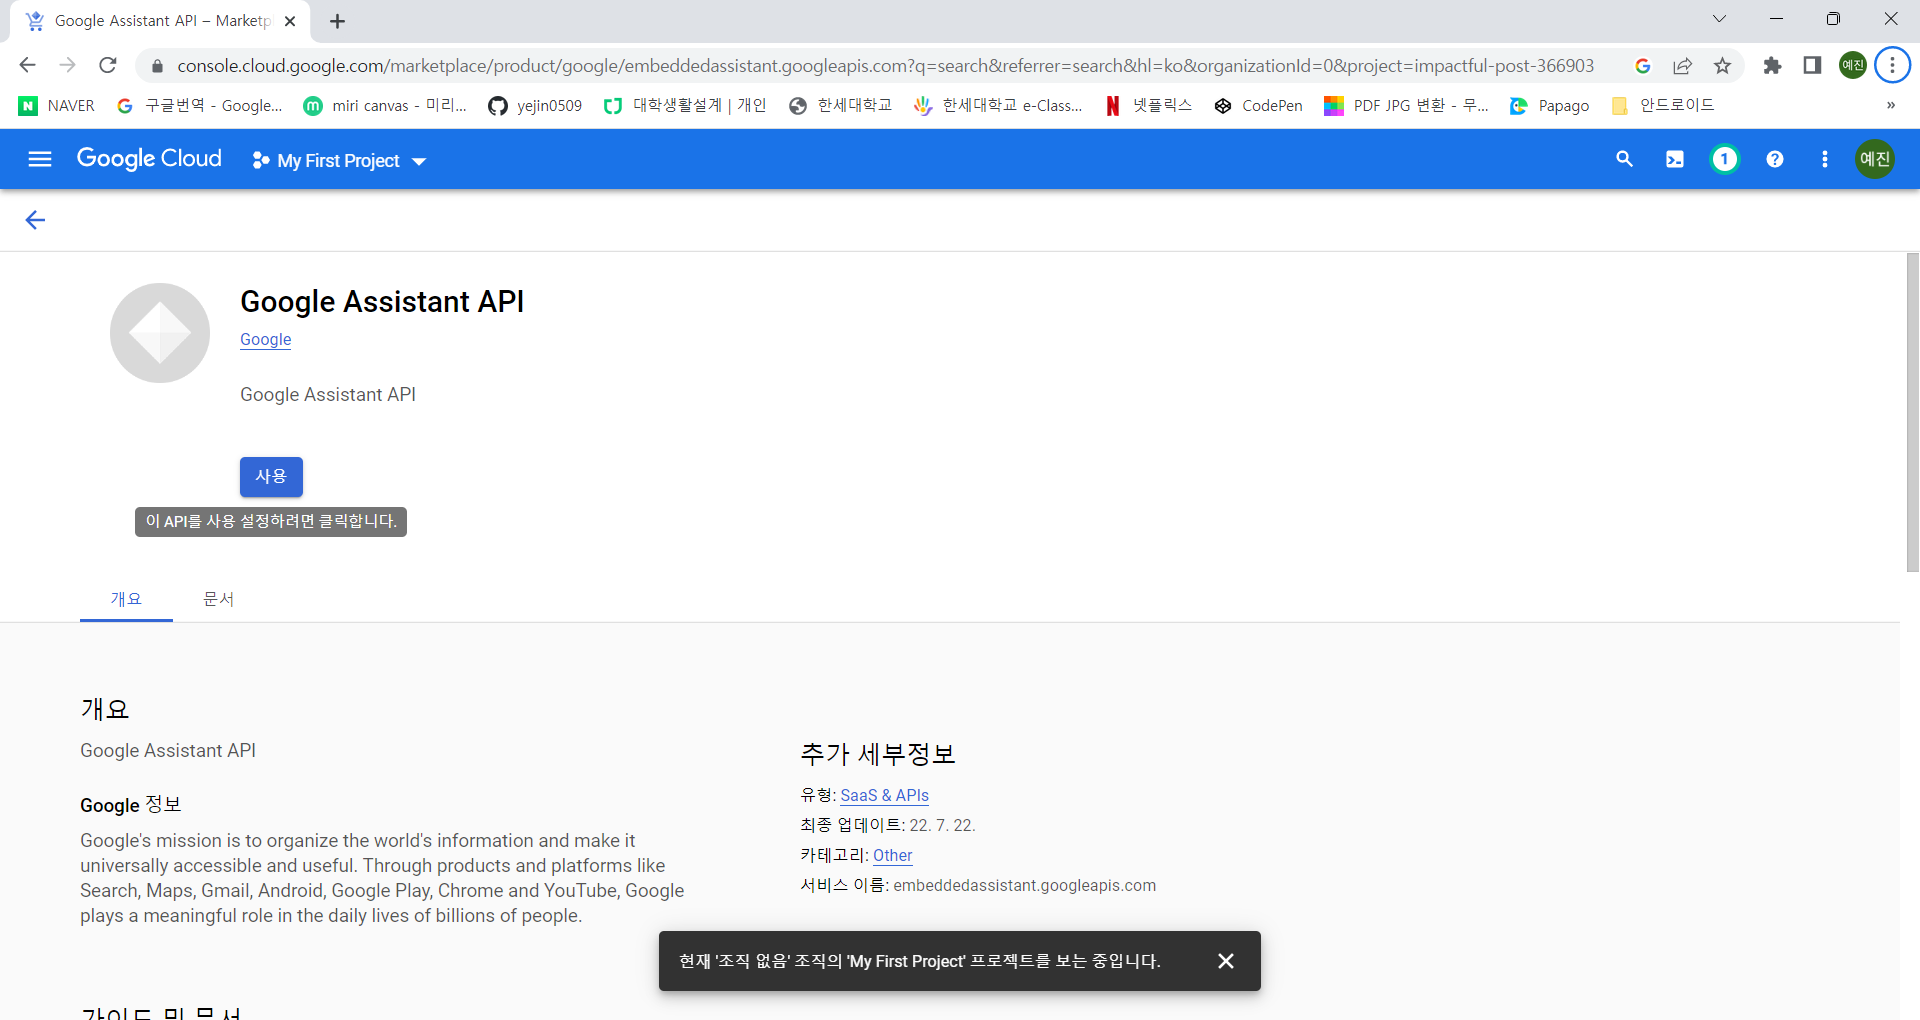 Google Assistant API – Marketp
console.cloud.google.com/marketplace/product/google/embeddedassistant.googleapis.com?q=search&referrer=search&hl=ko&organizationId=0&project=impactful-post-366903
예진
NAVER 구글번역 - Google... miri canvas - 미리... yejin0509 대학생활설계 | 개인 한세대학교 한세대학교 e-Class... 넷플릭스 CodePen PDF JPG 변환 - 무... Papago 안드로이드 »
Google Cloud My First Project 1 예진
Google Assistant API
Google
Google Assistant API
사용
이 API를 사용 설정하려면 클릭합니다.
개요 문서
개요
Google Assistant API
Google 정보
Google's mission is to organize the world's information and make it
universally accessible and useful. Through products and platforms like
Search, Maps, Gmail, Android, Google Play, Chrome and YouTube, Google
plays a meaningful role in the daily lives of billions of people.
추가 세부정보
유형: SaaS & APIs
최종 업데이트: 22. 7. 22.
카테고리: Other
서비스 이름: embeddedassistant.googleapis.com
현재 '조직 없음' 조직의 'My First Project' 프로젝트를 보는 중입니다.
가이드 및 문서